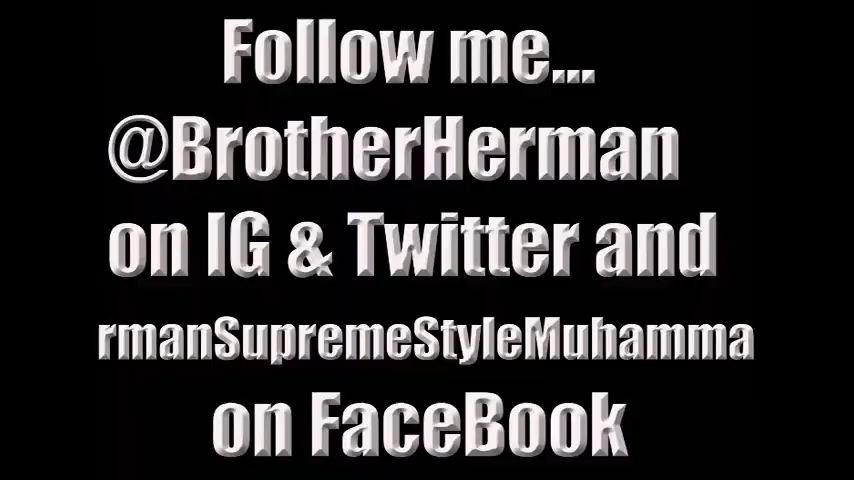 Follow me...
@BrotherHerman
on IG & Twitter and
rmanSupremeStyleMuhamma
on FaceBook